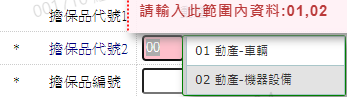 擔保品代號1
請輸入此範圍內資料:01,02
* 擔保品代號2 00
01 動產-車輛
* 擔保品編號
02 動產-機器設備